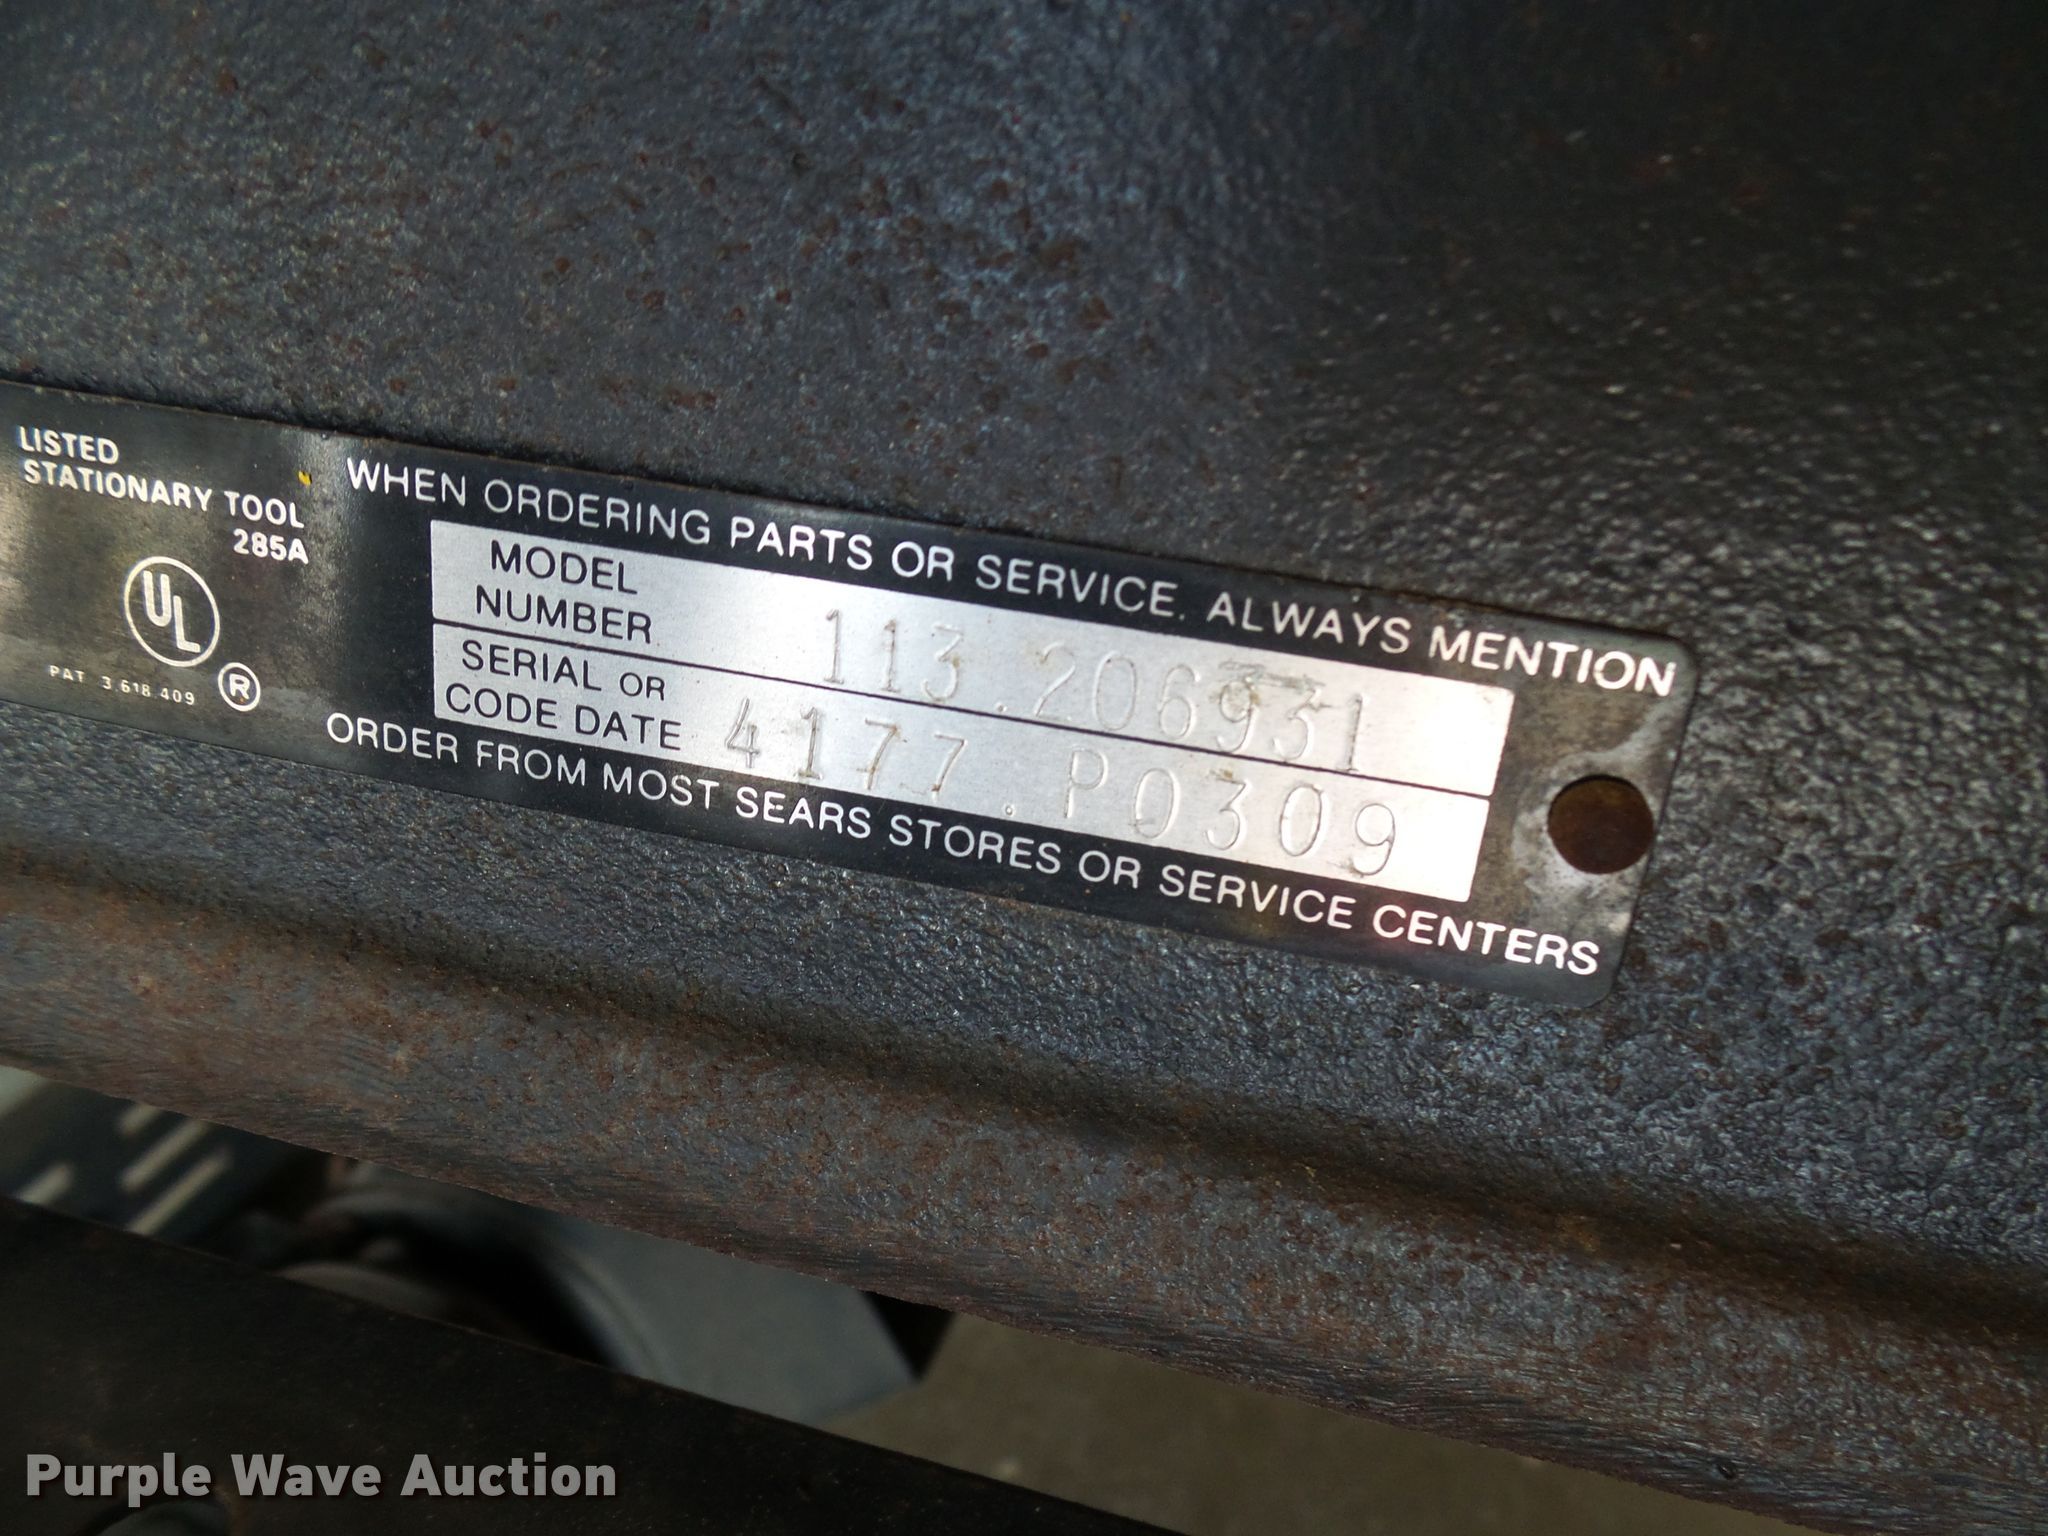 LISTED
STATIONARY TOOL
285A
UL
®
PAT 3.618.409
WHEN ORDERING PARTS OR SERVICE. ALWAYS MENTION
MODEL
NUMBER
113.206931
SERIAL OR
CODE DATE
4177.P0309
ORDER FROM MOST SEARS STORES OR SERVICE CENTERS
Purple Wave Auction